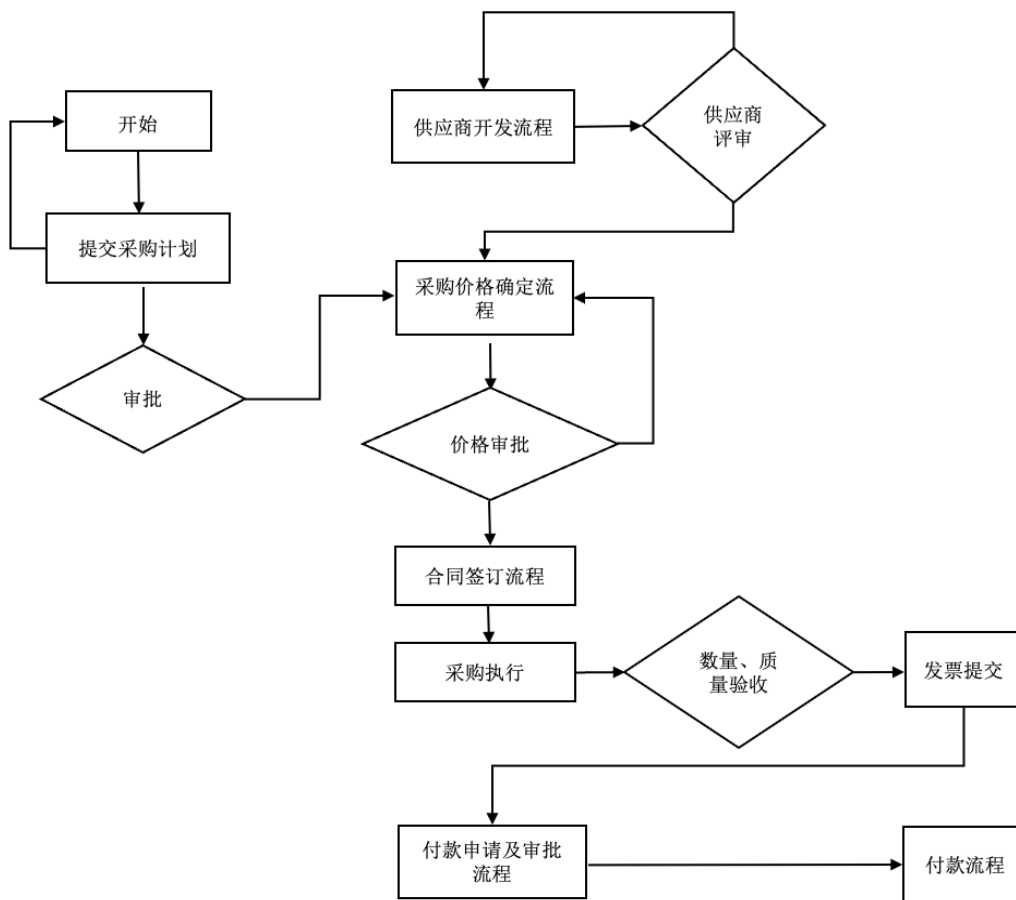 开始
供应商开发流程
供应商
评审
提交采购计划
采购价格确定流
程
审批
价格审批
合同签订流程
采购执行
数量、质
量验收
发票提交
付款申请及审批
流程
付款流程